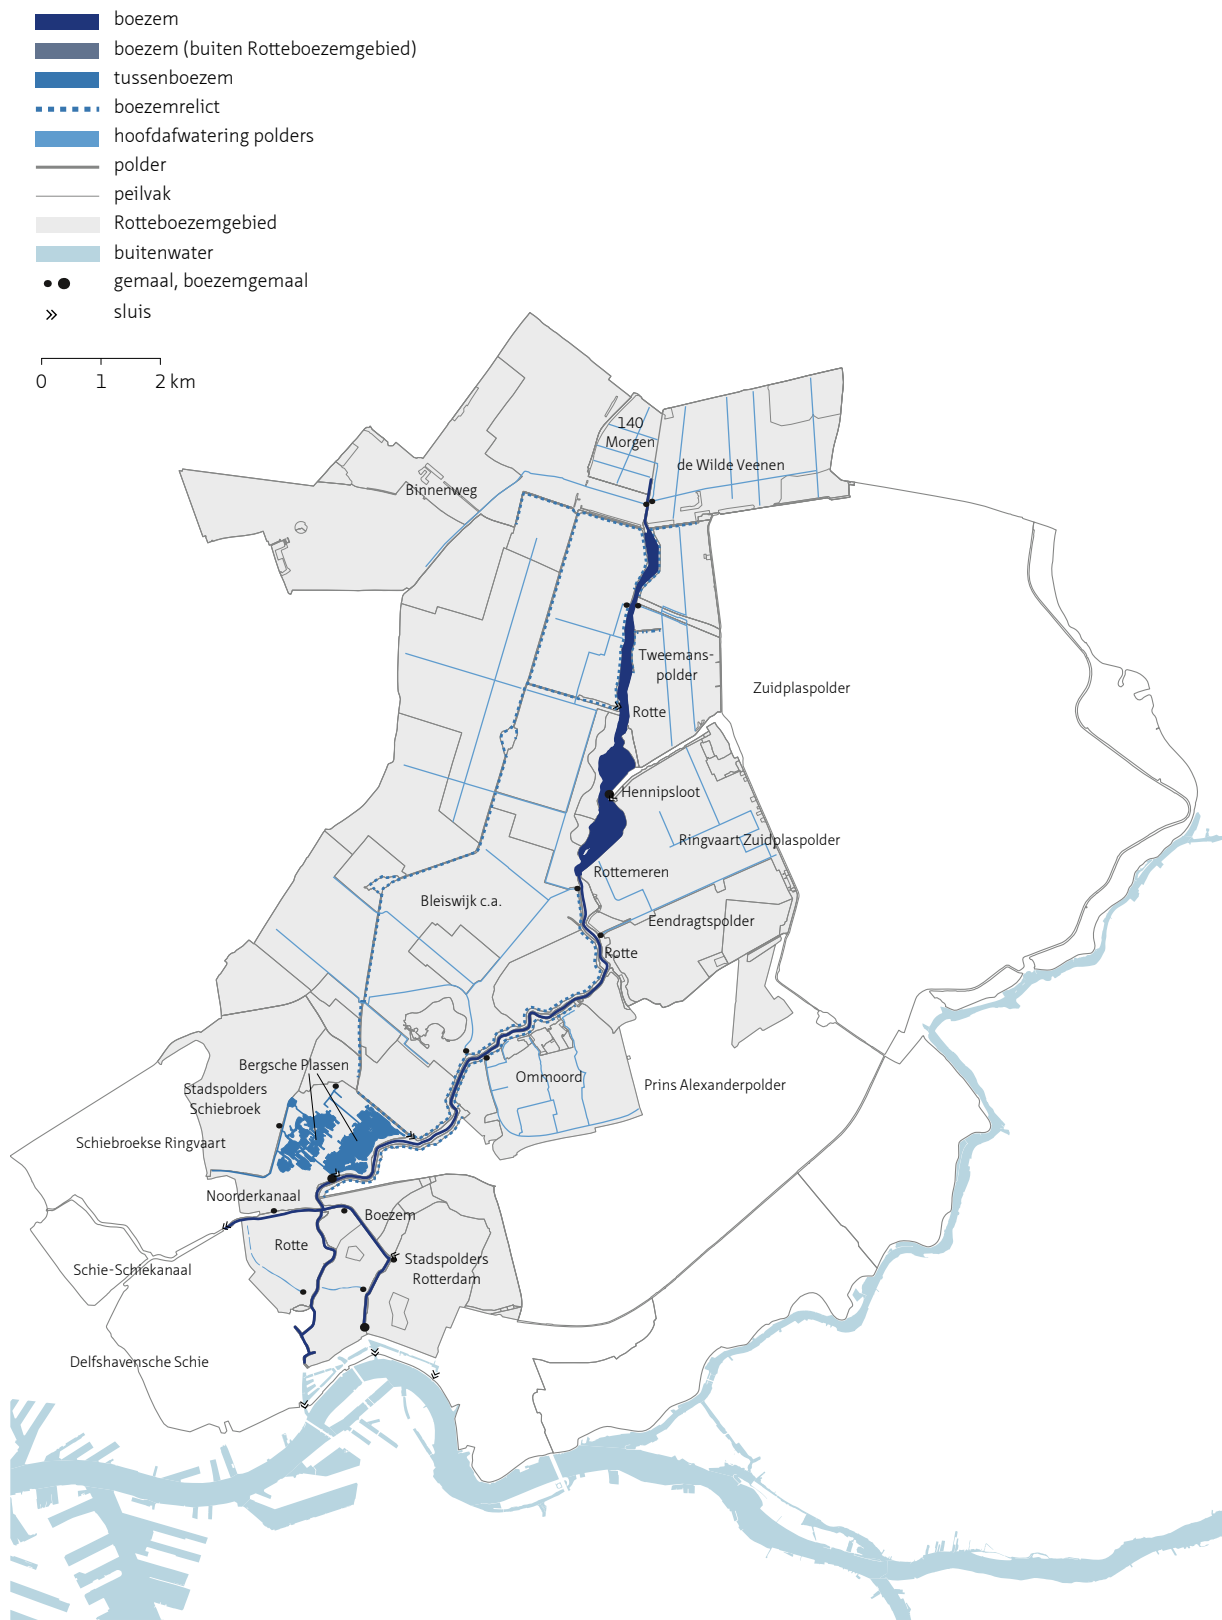 boezem
boezem (buiten Rotteboezemgebied)
tussenboezem
boezemrelict
hoofdafwatering polders
polder
peilvak
Rotteboezemgebied
buitenwater
gemaal, boezemgemaal
sluis
0 1 2 km
140
Morgen
de Wilde Veenen
Binnenweg
Tweemans-
polder
Zuidplaspolder
Rotte
Hennipsloot
Ringvaart Zuidplaspolder
Rottemeren
Bleiswijk c.a.
Eendragtspolder
Rotte
Bergsche Plassen
Ommoord
Prins Alexanderpolder
Stadspolders
Schiebroek
Schiebroekse Ringvaart
Noorderkanaal
Boezem
Rotte
Stadspolders
Rotterdam
Schie-Schiekanaal
Delfshavensche Schie